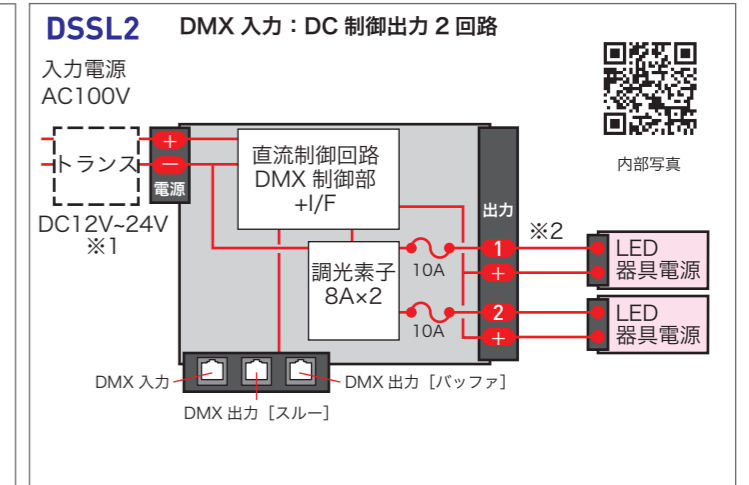 DSSL2 DMX 入力：DC 制御出力 2 回路
入力電源
AC100V
内部写真
トランス
＋
－
電源
DC12V~24V
※1
直流制御回路
DMX 制御部
+I/F
調光素子
8A×2
10A
10A
出力
1
＋
2
＋
※2
LED
器具電源
LED
器具電源
DMX 入力
DMX 出力［スルー］
DMX 出力［バッファ］